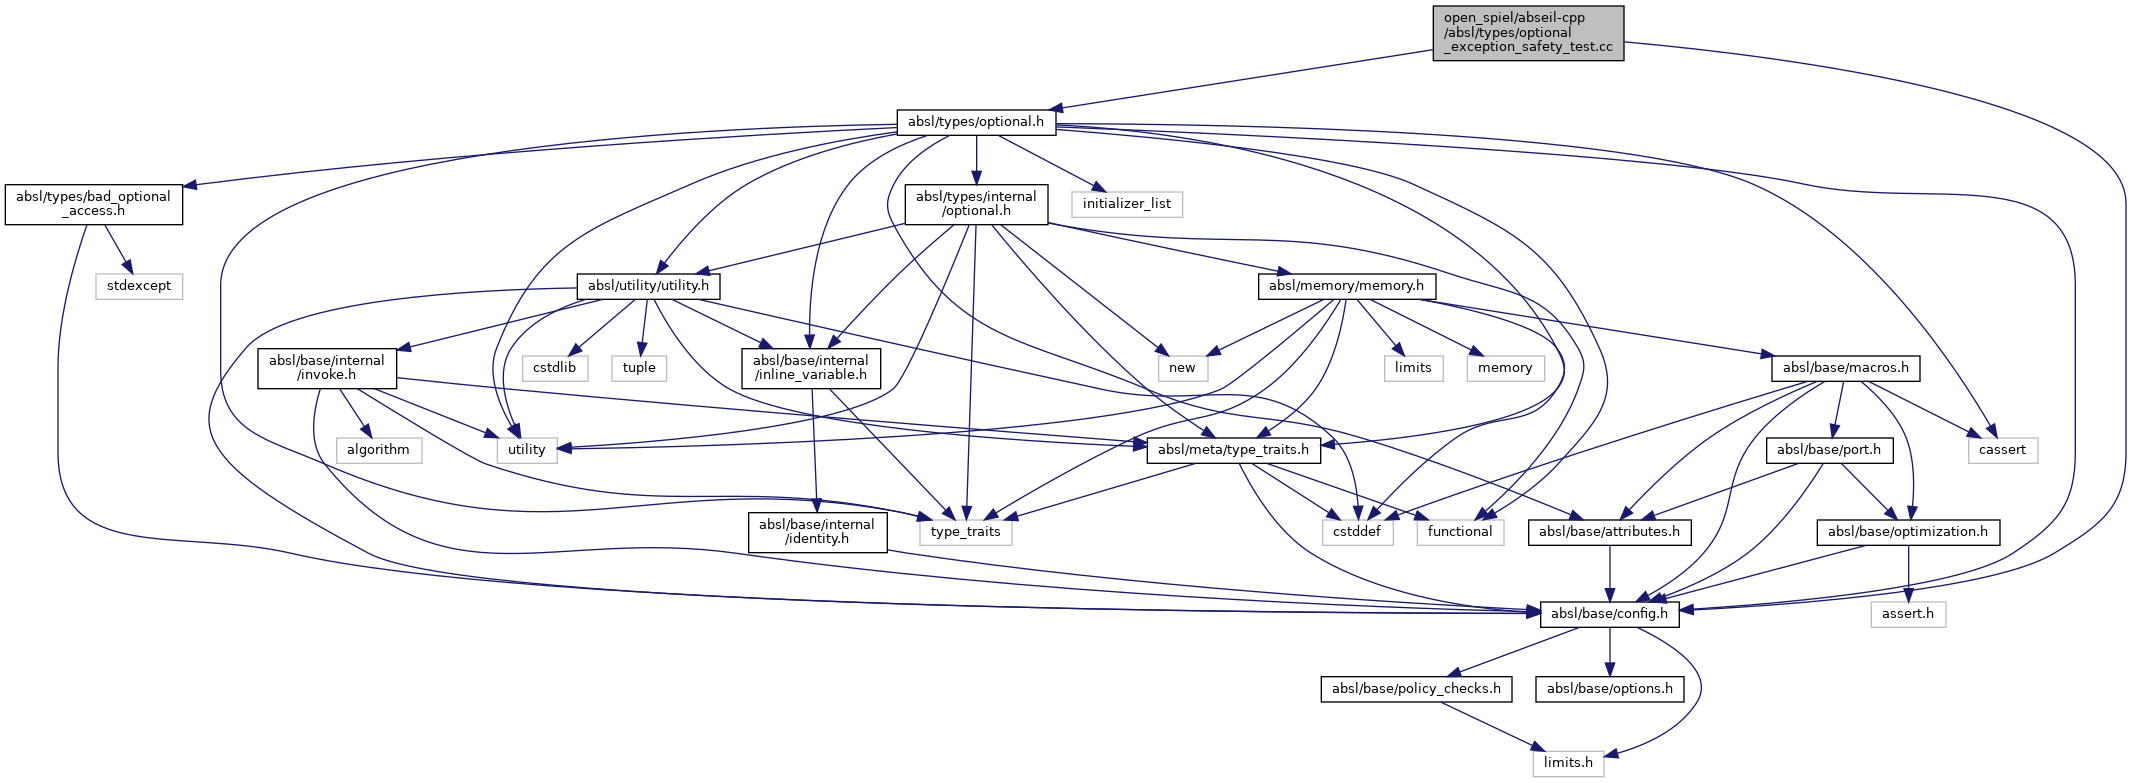 open_spiel/abseil-cpp
/absl/types/optional
_exception_safety_test.cc
absl/types/optional.h
absl/types/bad_optional
_access.h
absl/types/internal
/optional.h
initializer_list
stdexcept
absl/utility/utility.h
absl/memory/memory.h
absl/base/internal
/invoke.h
cstdlib
tuple
absl/base/internal
/inline_variable.h
new
limits
memory
absl/base/macros.h
algorithm
utility
absl/meta/type_traits.h
absl/base/port.h
cassert
absl/base/internal
/identity.h
type_traits
cstddef
functional
absl/base/attributes.h
absl/base/optimization.h
absl/base/config.h
assert.h
absl/base/policy_checks.h
absl/base/options.h
limits.h